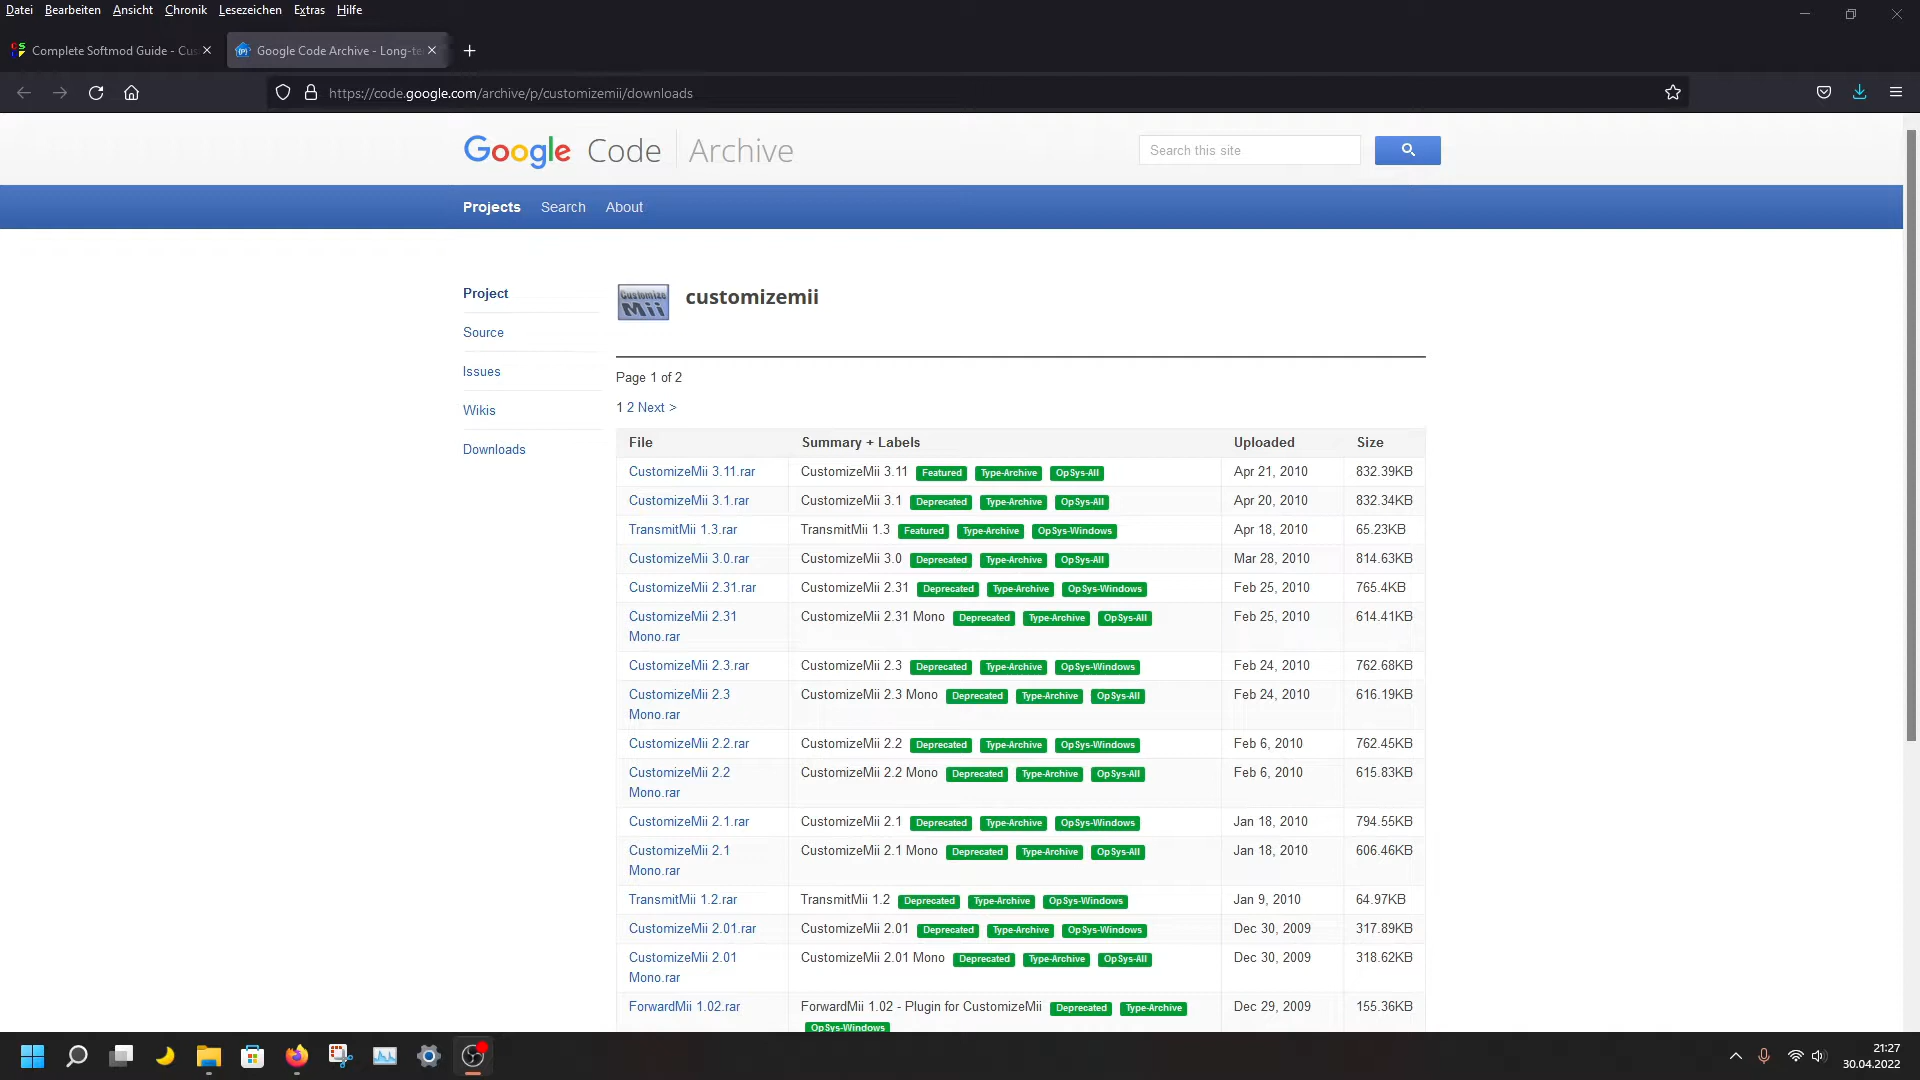 Datei Bearbeiten Ansicht Chronik Lesezeichen Extras Hilfe
Complete Softmod Guide - Cus
Google Code Archive - Long-te
https://code.google.com/archive/p/customizemii/downloads
Google Code Archive
Search this site
Projects Search About
Project
Source
Issues
Wikis
Downloads
Customize Mii
customizemii
Page 1 of 2
1 2 Next >
File Summary + Labels Uploaded Size
CustomizeMii 3.11.rar CustomizeMii 3.11 Featured Type-Archive OpSys-All Apr 21, 2010 832.39KB
CustomizeMii 3.1.rar CustomizeMii 3.1 Deprecated Type-Archive OpSys-All Apr 20, 2010 832.34KB
TransmitMii 1.3.rar TransmitMii 1.3 Featured Type-Archive OpSys-Windows Apr 18, 2010 65.23KB
CustomizeMii 3.0.rar CustomizeMii 3.0 Deprecated Type-Archive OpSys-All Mar 28, 2010 814.63KB
CustomizeMii 2.31.rar CustomizeMii 2.31 Deprecated Type-Archive OpSys-Windows Feb 25, 2010 765.4KB
CustomizeMii 2.31 CustomizeMii 2.31 Mono Deprecated Type-Archive OpSys-All Feb 25, 2010 614.41KB
Mono.rar
CustomizeMii 2.3.rar CustomizeMii 2.3 Deprecated Type-Archive OpSys-Windows Feb 24, 2010 762.68KB
CustomizeMii 2.3 CustomizeMii 2.3 Mono Deprecated Type-Archive OpSys-All Feb 24, 2010 616.19KB
Mono.rar
CustomizeMii 2.2.rar CustomizeMii 2.2 Deprecated Type-Archive OpSys-Windows Feb 6, 2010 762.45KB
CustomizeMii 2.2 CustomizeMii 2.2 Mono Deprecated Type-Archive OpSys-All Feb 6, 2010 615.83KB
Mono.rar
CustomizeMii 2.1.rar CustomizeMii 2.1 Deprecated Type-Archive OpSys-Windows Jan 18, 2010 794.55KB
CustomizeMii 2.1 CustomizeMii 2.1 Mono Deprecated Type-Archive OpSys-All Jan 18, 2010 606.46KB
Mono.rar
TransmitMii 1.2.rar TransmitMii 1.2 Deprecated Type-Archive OpSys-Windows Jan 9, 2010 64.97KB
CustomizeMii 2.01.rar CustomizeMii 2.01 Deprecated Type-Archive OpSys-Windows Dec 30, 2009 317.89KB
CustomizeMii 2.01 CustomizeMii 2.01 Mono Deprecated Type-Archive OpSys-All Dec 30, 2009 318.62KB
Mono.rar
ForwardMii 1.02.rar ForwardMii 1.02 - Plugin for CustomizeMii Deprecated Type-Archive Dec 29, 2009 155.36KB
OpSys-Windows
21:27
30.04.2022